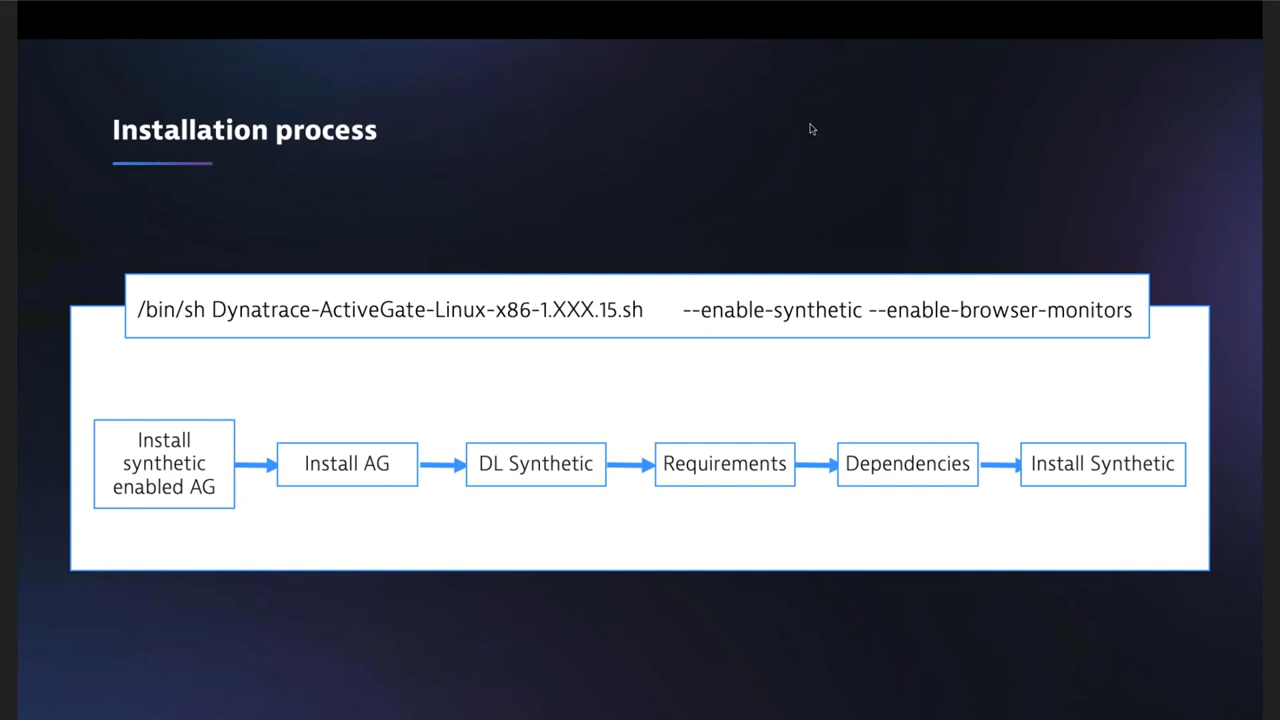 Installation process
/bin/sh Dynatrace-ActiveGate-Linux-x86-1.XXX.15.sh --enable-synthetic --enable-browser-monitors
Install
synthetic
enabled AG
Install AG
DL Synthetic
Requirements
Dependencies
Install Synthetic